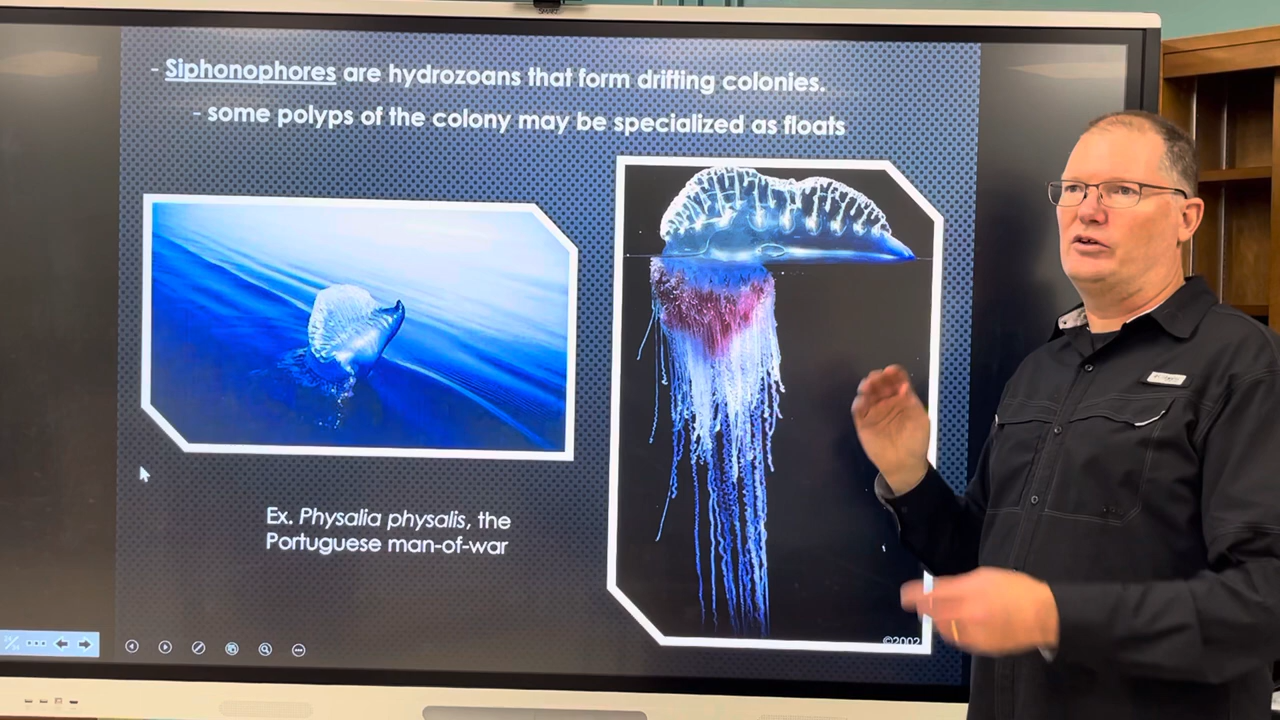 SMART
- Siphonophores are hydrozoans that form drifting colonies.
- some polyps of the colony may be specialized as floats
Ex. Physalia physalis, the
Portuguese man-of-war
©2002